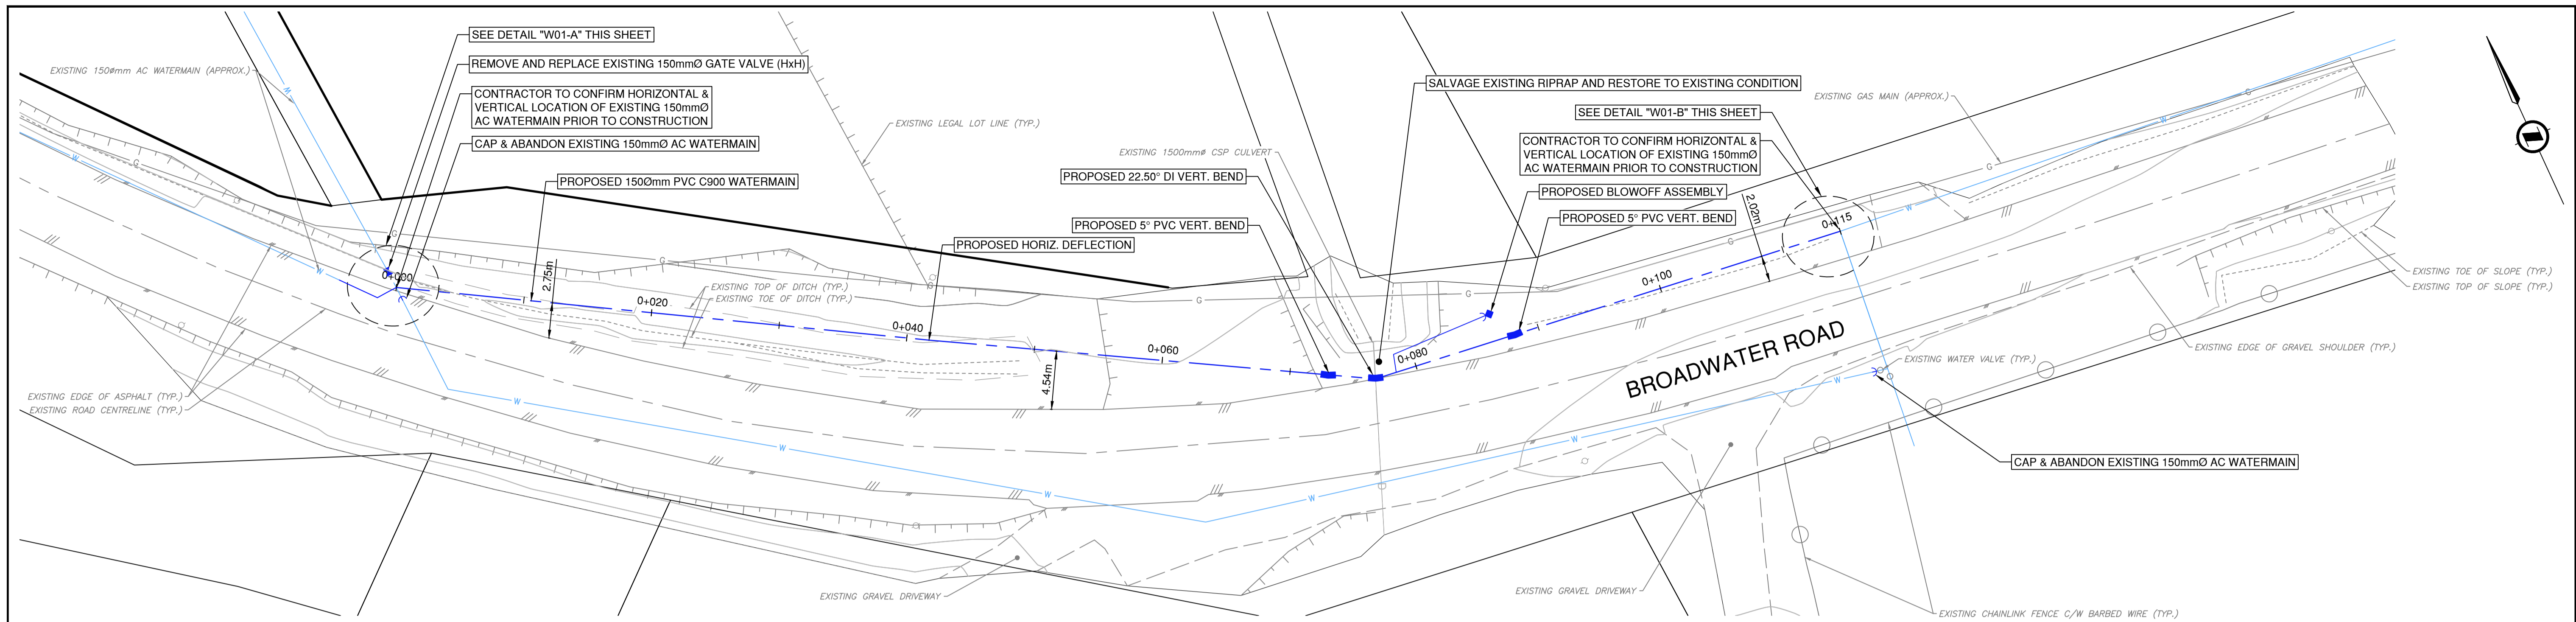 SEE DETAIL "W01-A" THIS SHEET
REMOVE AND REPLACE EXISTING 150mmØ GATE VALVE (HxH)
EXISTING 150ømm AC WATERMAIN (APPROX.)
CONTRACTOR TO CONFIRM HORIZONTAL &
VERTICAL LOCATION OF EXISTING 150mmØ
AC WATERMAIN PRIOR TO CONSTRUCTION
CAP & ABANDON EXISTING 150mmØ AC WATERMAIN
PROPOSED 150Ømm PVC C900 WATERMAIN
EXISTING LEGAL LOT LINE (TYP.)
SALVAGE EXISTING RIPRAP AND RESTORE TO EXISTING CONDITION
EXISTING GAS MAIN (APPROX.)
SEE DETAIL "W01-B" THIS SHEET
CONTRACTOR TO CONFIRM HORIZONTAL &
VERTICAL LOCATION OF EXISTING 150mmØ
AC WATERMAIN PRIOR TO CONSTRUCTION
EXISTING 1500mmø CSP CULVERT
PROPOSED 22.50° DI VERT. BEND
PROPOSED BLOWOFF ASSEMBLY
PROPOSED 5° PVC VERT. BEND
PROPOSED 5° PVC VERT. BEND
PROPOSED HORIZ. DEFLECTION
2.02m
0+115
0+000
2.75m
0+020
EXISTING TOP OF DITCH (TYP.)
EXISTING TOE OF DITCH (TYP.)
0+040
0+060
4.54m
0+080
0+100
BROADWATER ROAD
EXISTING TOE OF SLOPE (TYP.)
EXISTING TOP OF SLOPE (TYP.)
EXISTING EDGE OF GRAVEL SHOULDER (TYP.)
EXISTING WATER VALVE (TYP.)
EXISTING EDGE OF ASPHALT (TYP.)
EXISTING ROAD CENTRELINE (TYP.)
CAP & ABANDON EXISTING 150mmØ AC WATERMAIN
EXISTING GRAVEL DRIVEWAY
EXISTING GRAVEL DRIVEWAY
EXISTING CHAINLINK FENCE C/W BARBED WIRE (TYP.)
W
W
W
W
W
W
W
W
W
W
W
G
G
G
G
G
G
G
G
G